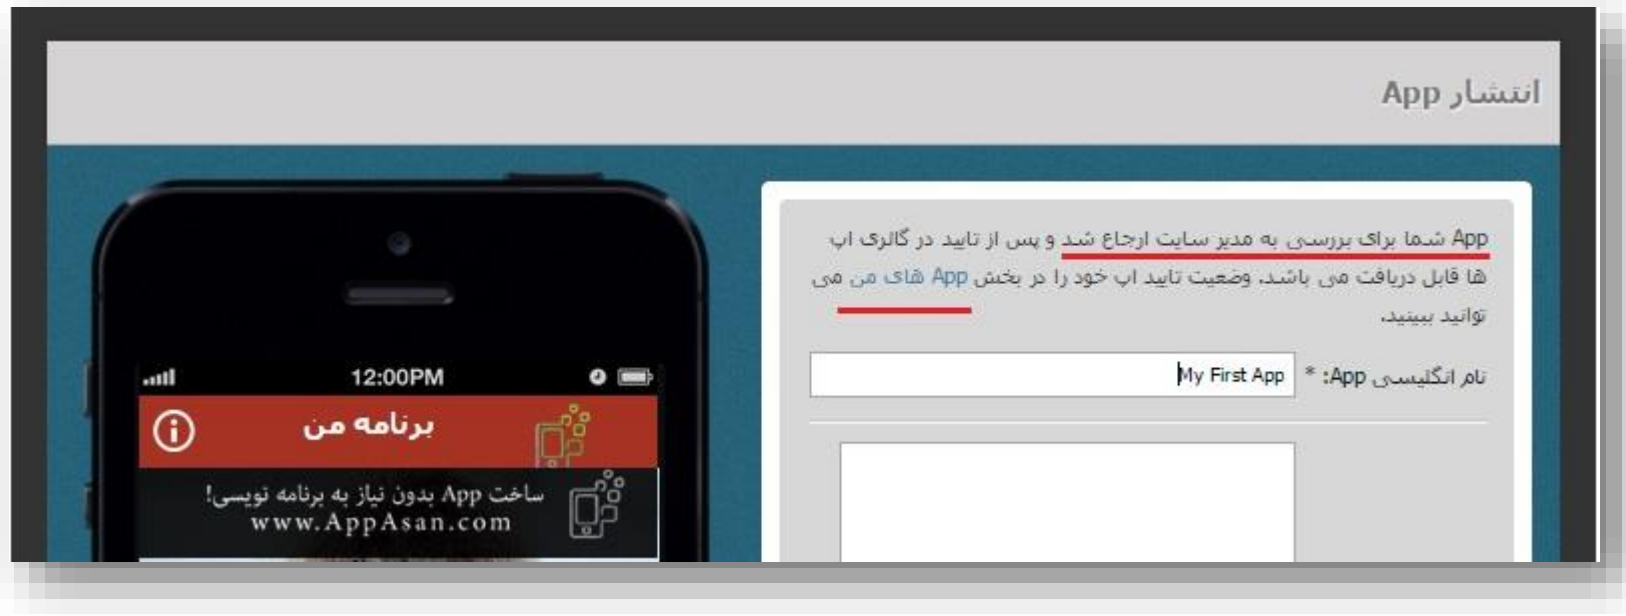 انتشار App
App شما برای بررسی به مدیر سایت ارجاع شد و پس از تایید در گالری اپ
ها قابل دریافت می باشد. وضعیت تایید اپ خود را در بخش App های من می
توانید ببینید.
نام انگلیسی App: *
My First App
12:00PM
برنامه من
ساخت App بدون نیاز به برنامه نویسی!
www.AppAsan.com